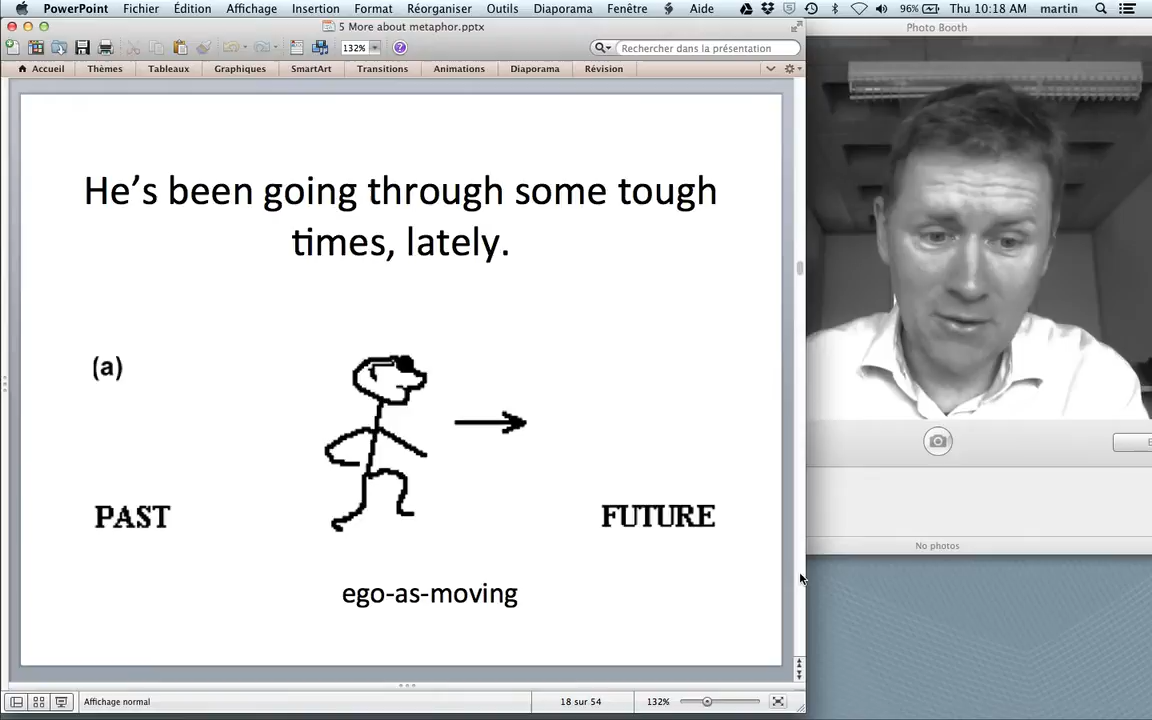 PowerPoint Fichier Édition Affichage Insertion Format Réorganiser Outils Diaporama Fenêtre Aide 96% Thu 10:18 AM martin
5 More about metaphor.pptx
Photo Booth
132% Rechercher dans la présentation
Accueil Thèmes Tableaux Graphiques SmartArt Transitions Animations Diaporama Révision
He’s been going through some tough
times, lately.
(a)
PAST FUTURE
ego-as-moving
No photos
Affichage normal 18 sur 54 132%